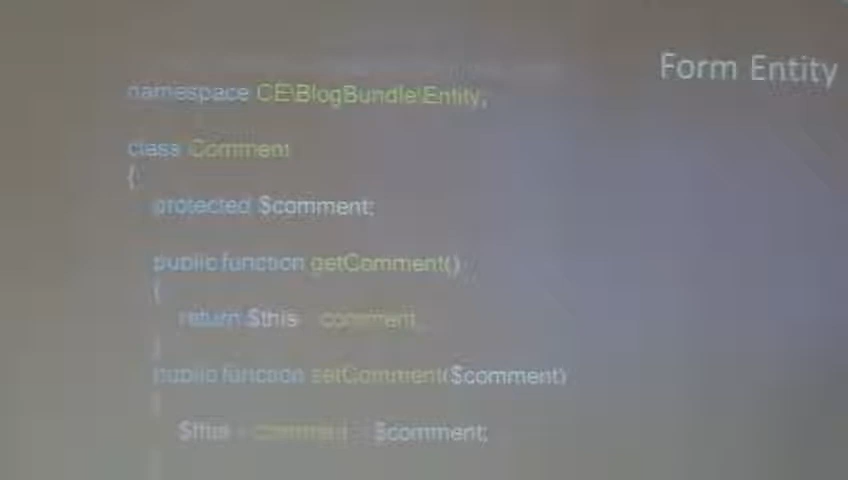 Form Entity
namespace CE\BlogBundle\Entity;
class Comment
{
protected $comment;
public function getComment()
{
return $this comment;
}
public function setComment($comment)
{
$this comment $comment;
}